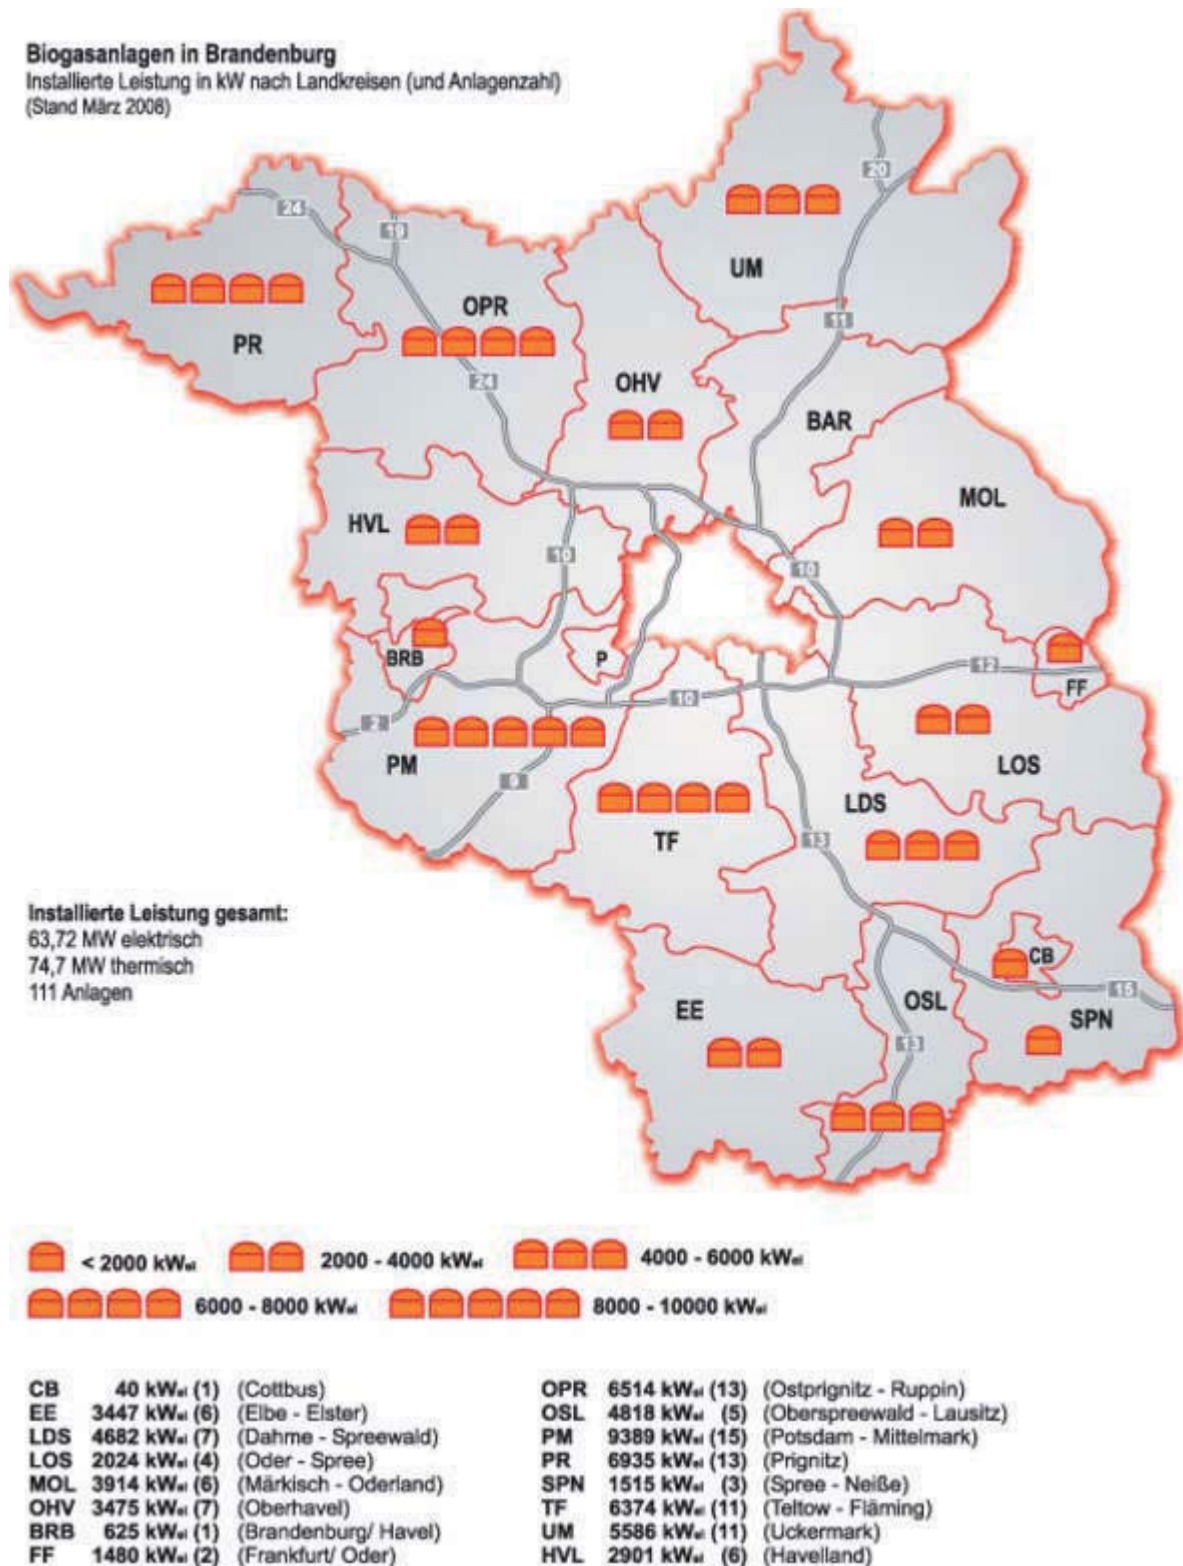 Biogasanlagen in Brandenburg
Installierte Leistung in kW nach Landkreisen (und Anlagenzahl)
(Stand März 2008)
20
24
19
UM
OPR
PR
11
24
OHV
BAR
MOL
HVL
10
10
BRB
P
12
FF
10
2
PM
9
LOS
LDS
TF
13
Installierte Leistung gesamt:
63,72 MW elektrisch
74,7 MW thermisch
111 Anlagen
CB
15
EE
OSL
SPN
13
< 2000 kWel
2000 - 4000 kWel
4000 - 6000 kWel
6000 - 8000 kWel
8000 - 10000 kWel
CB 40 kWel (1) (Cottbus)
EE 3447 kWel (6) (Elbe - Elster)
LDS 4682 kWel (7) (Dahme - Spreewald)
LOS 2024 kWel (4) (Oder - Spree)
MOL 3914 kWel (6) (Märkisch - Oderland)
OHV 3475 kWel (7) (Oberhavel)
BRB 625 kWel (1) (Brandenburg/ Havel)
FF 1480 kWel (2) (Frankfurt/ Oder)
OPR 6514 kWel (13) (Ostprignitz - Ruppin)
OSL 4818 kWel (5) (Oberspreewald - Lausitz)
PM 9389 kWel (15) (Potsdam - Mittelmark)
PR 6935 kWel (13) (Prignitz)
SPN 1515 kWel (3) (Spree - Neiße)
TF 6374 kWel (11) (Teltow - Fläming)
UM 5586 kWel (11) (Uckermark)
HVL 2901 kWel (6) (Havelland)